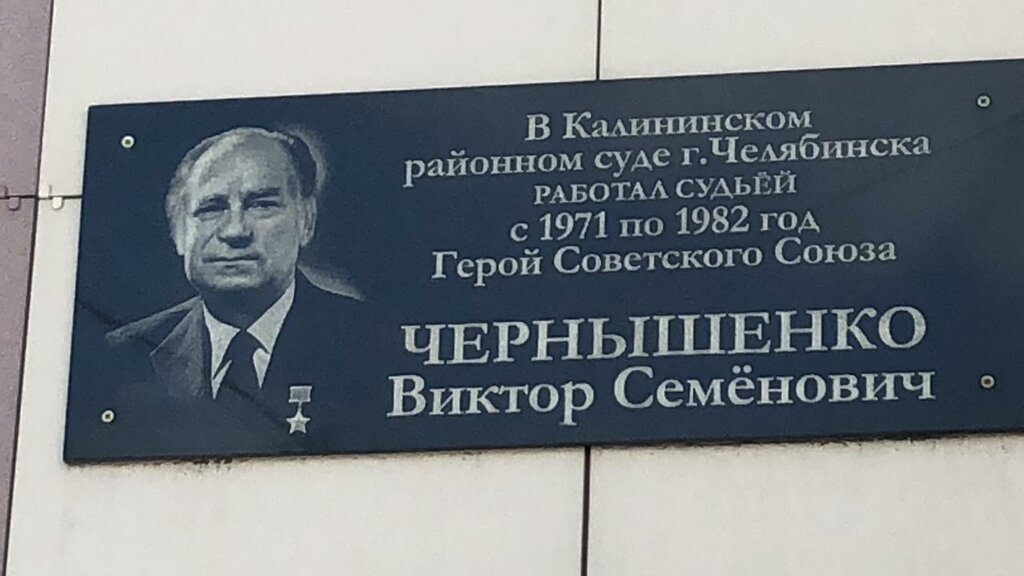 В Калининском
районном суде г.Челябинска
РАБОТАЛ СУДЬЁЙ
с 1971 по 1982 год
Герой Советского Союза
ЧЕРНЫШЕНКО
Виктор Семёнович